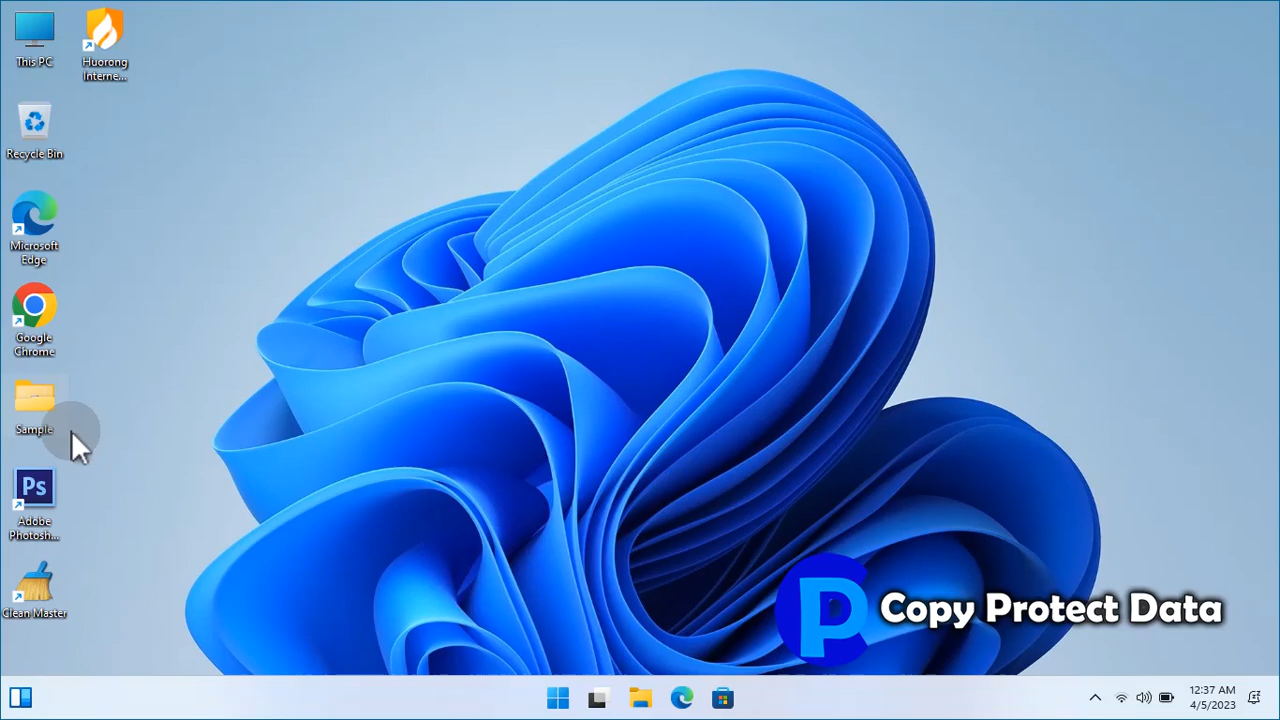 This PC
Huorong
Interne...
Recycle Bin
Microsoft
Edge
Google
Chrome
Sample
Ps
Adobe
Photosh...
Clean Master
P
Copy Protect Data
12:37 AM
4/5/2023